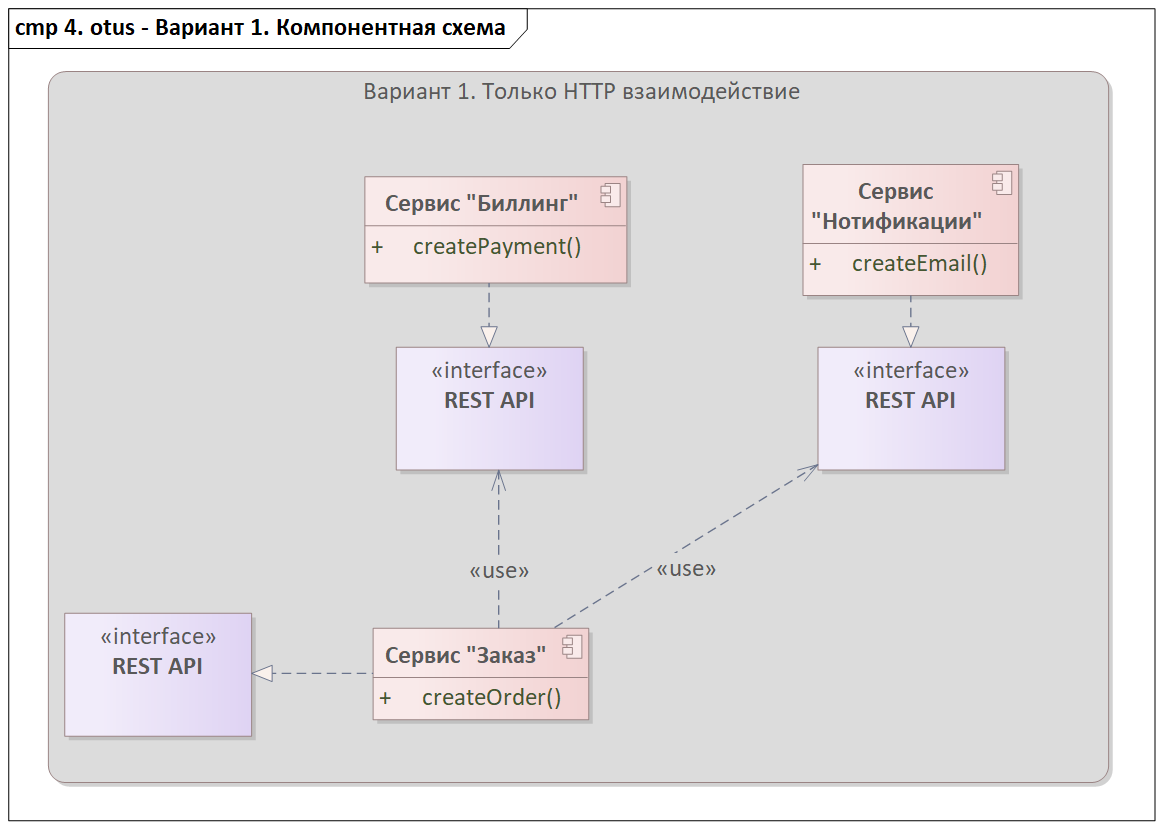 cmp 4. otus - Вариант 1. Компонентная схема
Вариант 1. Только HTTP взаимодействие
Сервис "Биллинг"
+ createPayment()
Сервис
"Нотификации"
+ createEmail()
«interface»
REST API
«interface»
REST API
«use»
«use»
«interface»
REST API
Сервис "Заказ"
+ createOrder()